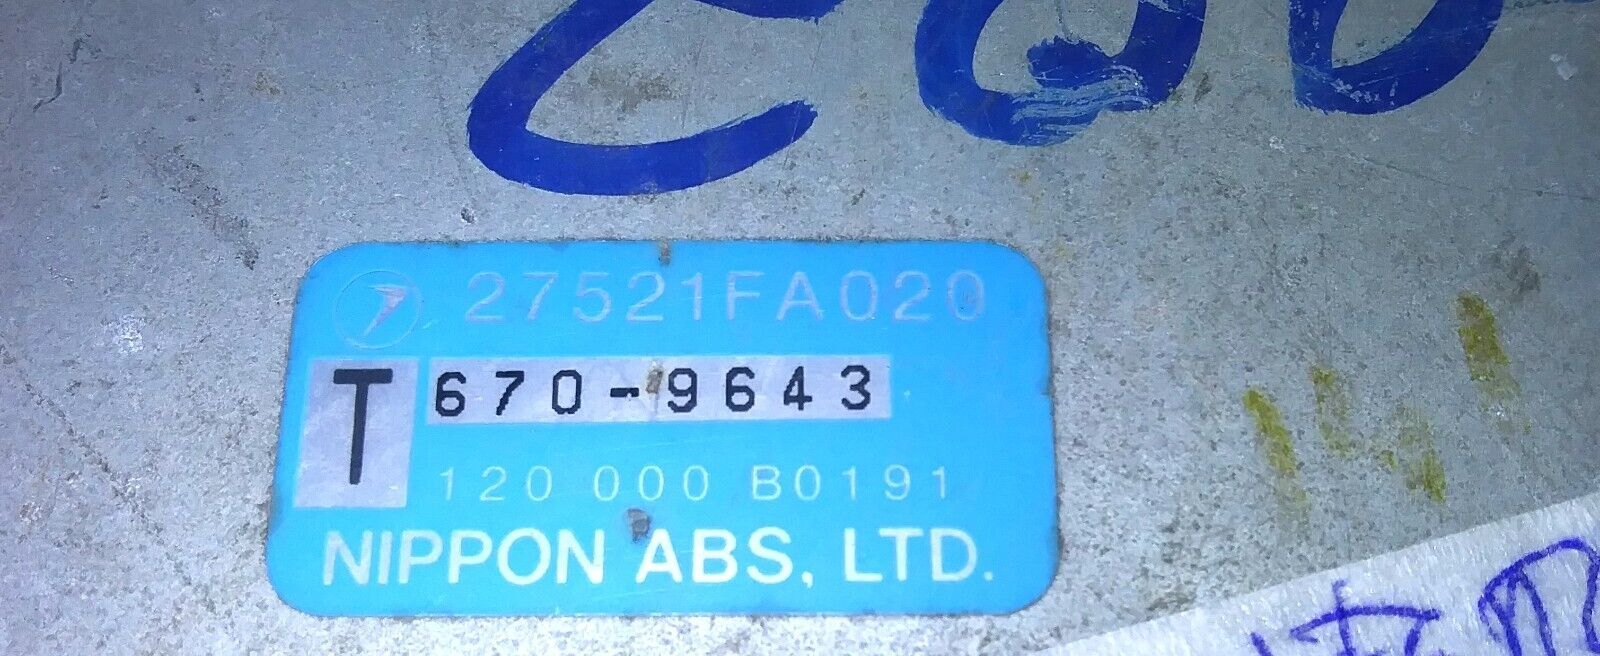 27521FA020
T 670-9643
120 000 B0191
NIPPON ABS, LTD.